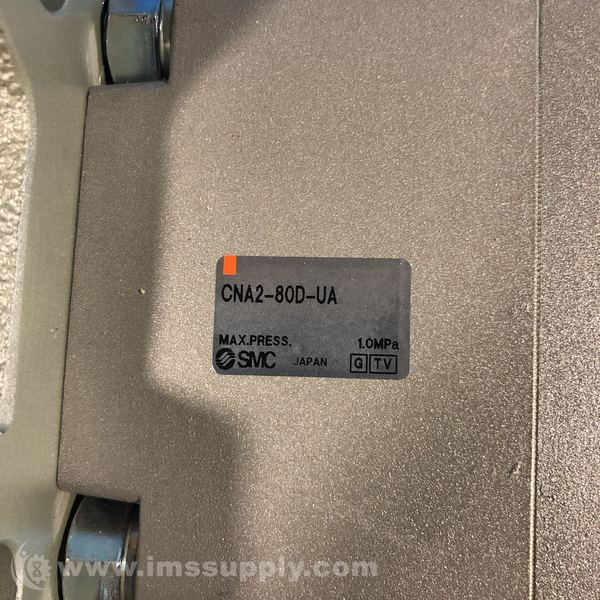 CNA2-80D-UA
MAX.PRESS. 1.0MPa
SMC JAPAN G TV
www.imssupply.com